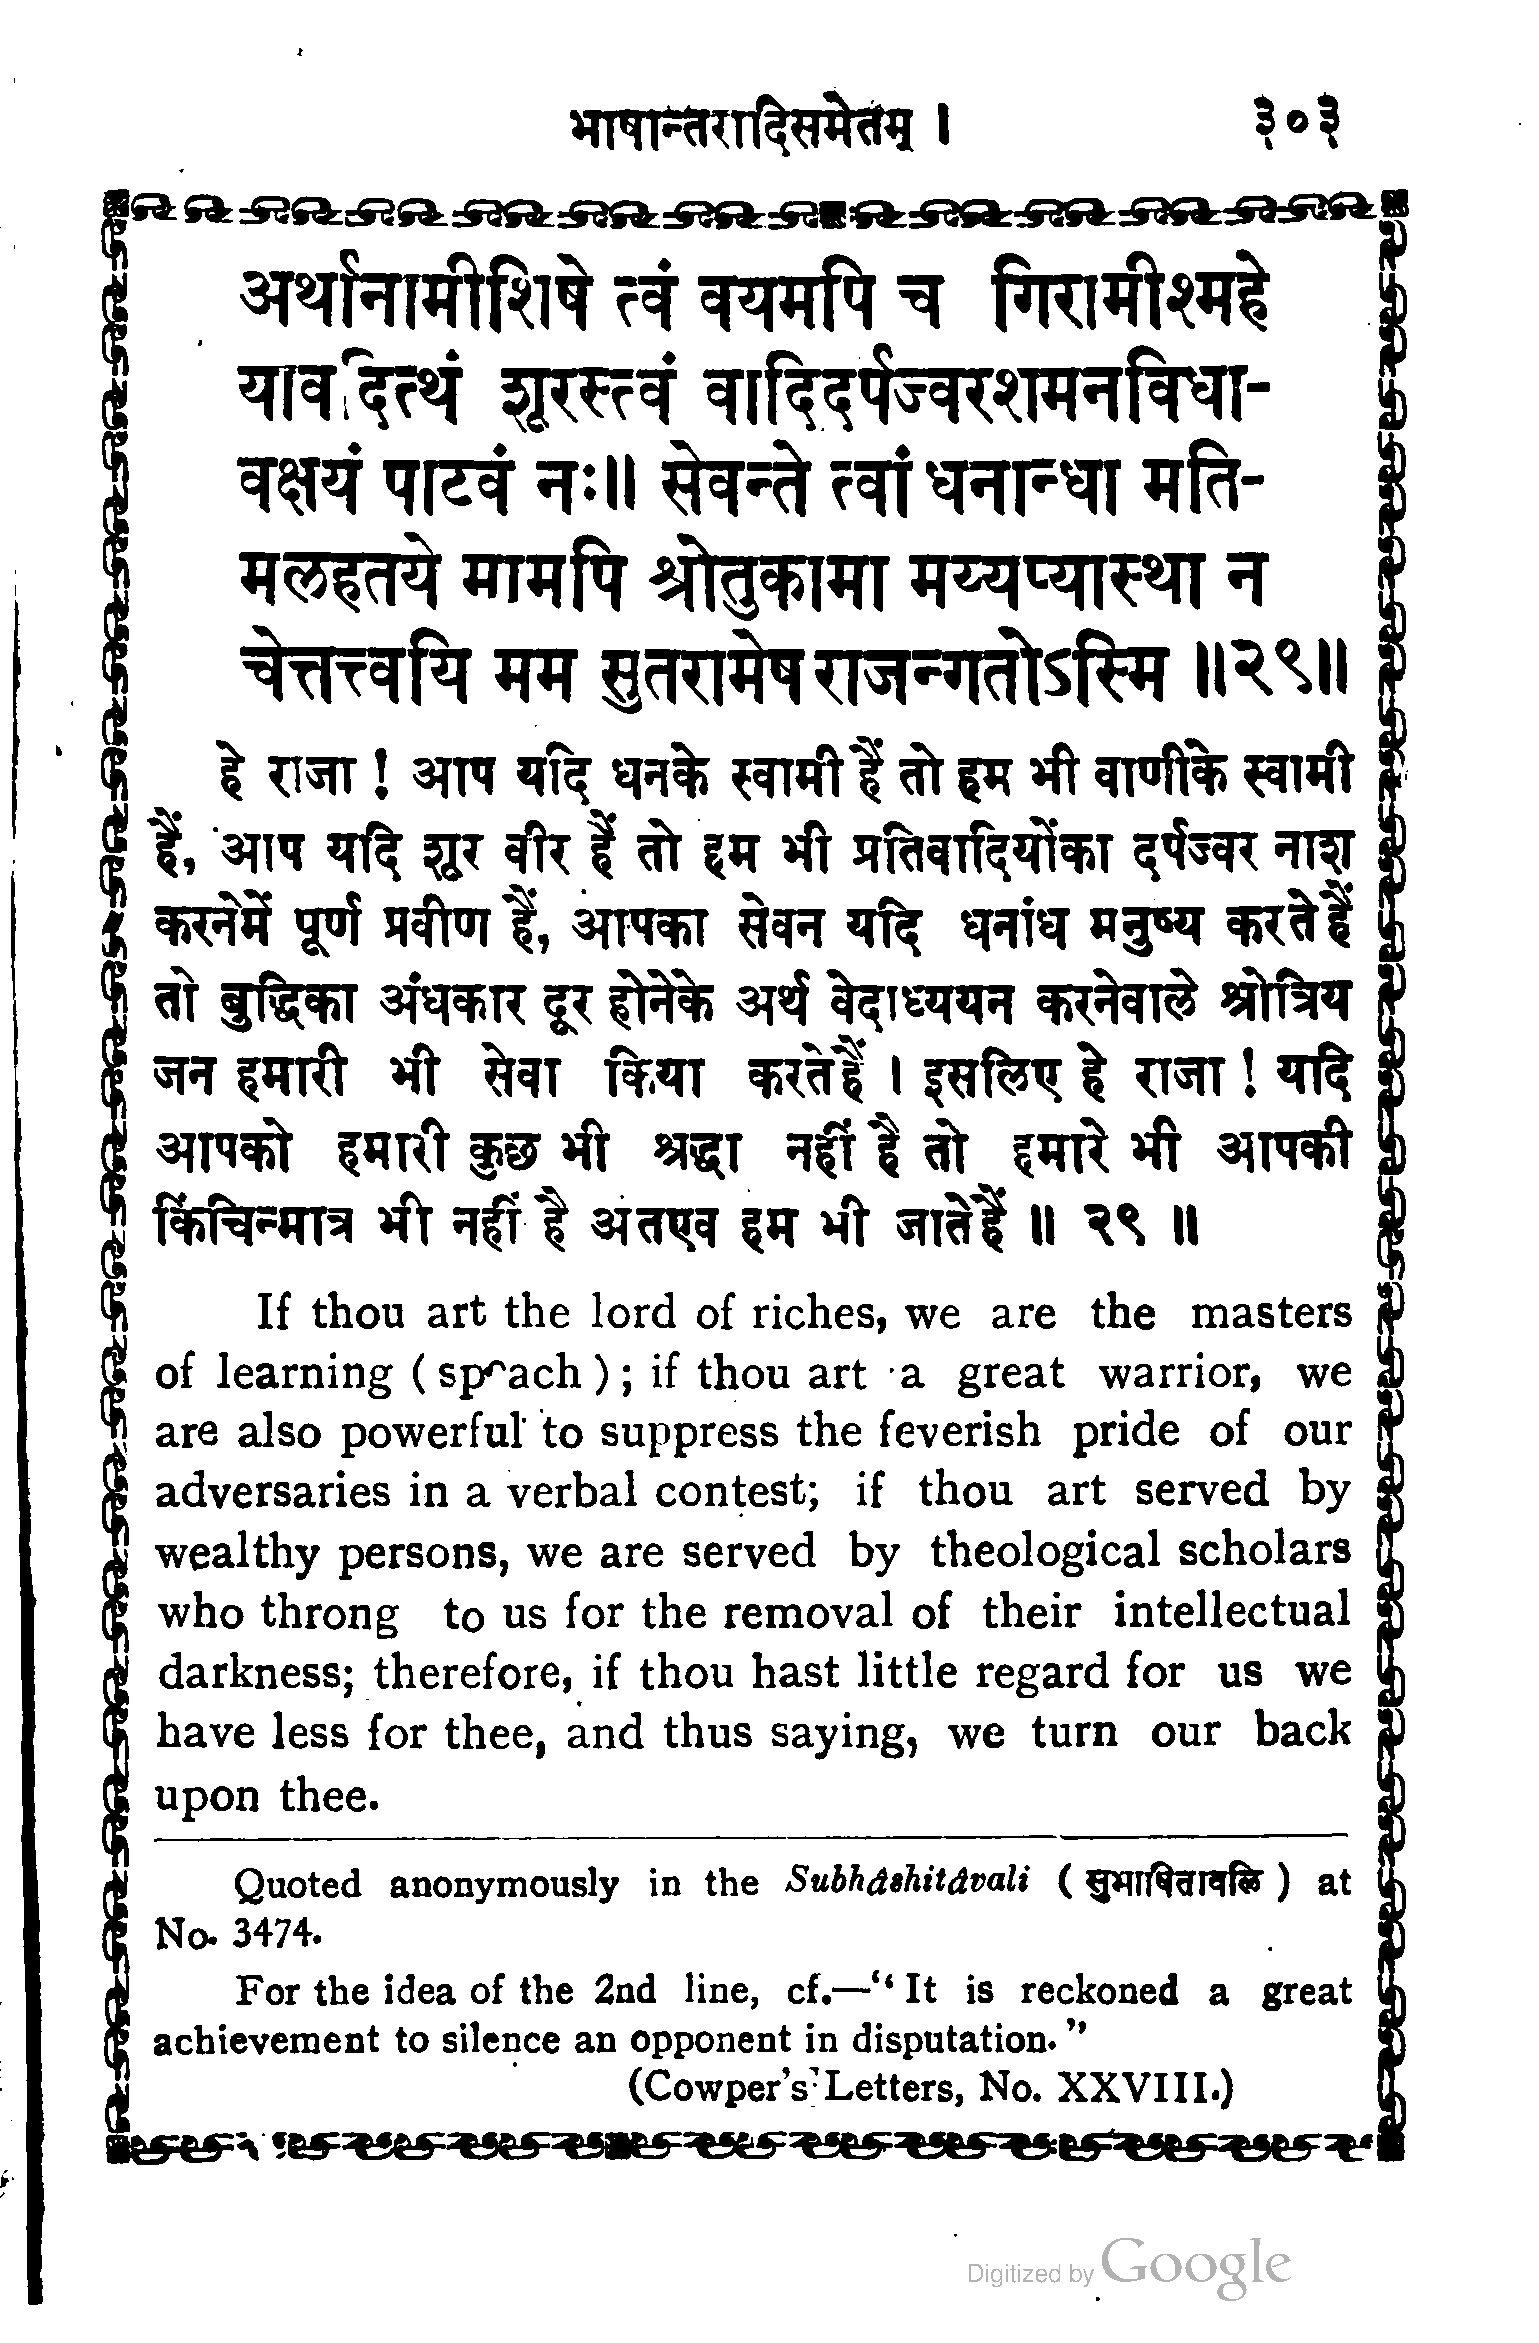 भाषान्तरादिसमेतम् । ३०३
अर्थानामीशिषे त्वं वयमपि च गिरामीश्महे
यावदित्थं शूरस्त्वं वादिदर्पज्वरशमनविधा-
वक्षयं पाटवं नः॥ सेवन्ते त्वां धनान्धा मति-
मलहतये मामपि श्रोतुकामा मय्यप्यास्था न
चेत्तत्त्वयि मम सुतरामेष राजन्गतोऽस्मि ॥२९॥
हे राजा ! आप यदि धनके स्वामी हैं तो हम भी वाणीके स्वामी
हैं, आप यदि शूर वीर हैं तो हम भी प्रतिवादियोंका दर्पज्वर नाश
करनेमें पूर्ण प्रवीण हैं, आपका सेवन यदि धनांध मनुष्य करतेहैं
तो बुद्धिका अंधकार दूर होनेके अर्थ वेदाध्ययन करनेवाले श्रोत्रिय
जन हमारी भी सेवा किया करतेहैं । इसलिए हे राजा ! यदि
आपको हमारी कुछ भी श्रद्धा नहीं है तो हमारे भी आपकी
किंचिन्मात्र भी नहीं है अतएव हम भी जातेहैं ॥ २९ ॥
If thou art the lord of riches, we are the masters
of learning ( sprach ) ; if thou art a great warrior, we
are also powerful to suppress the feverish pride of our
adversaries in a verbal contest; if thou art served by
wealthy persons, we are served by theological scholars
who throng to us for the removal of their intellectual
darkness; therefore, if thou hast little regard for us we
have less for thee, and thus saying, we turn our back
upon thee.
Quoted anonymously in the Subhâshitâvali ( सुभाषितावलि ) at
No. 3474.
For the idea of the 2nd line, cf.—“ It is reckoned a great
achievement to silence an opponent in disputation. ”
(Cowper's Letters, No. XXVIII.)
Digitized by Google